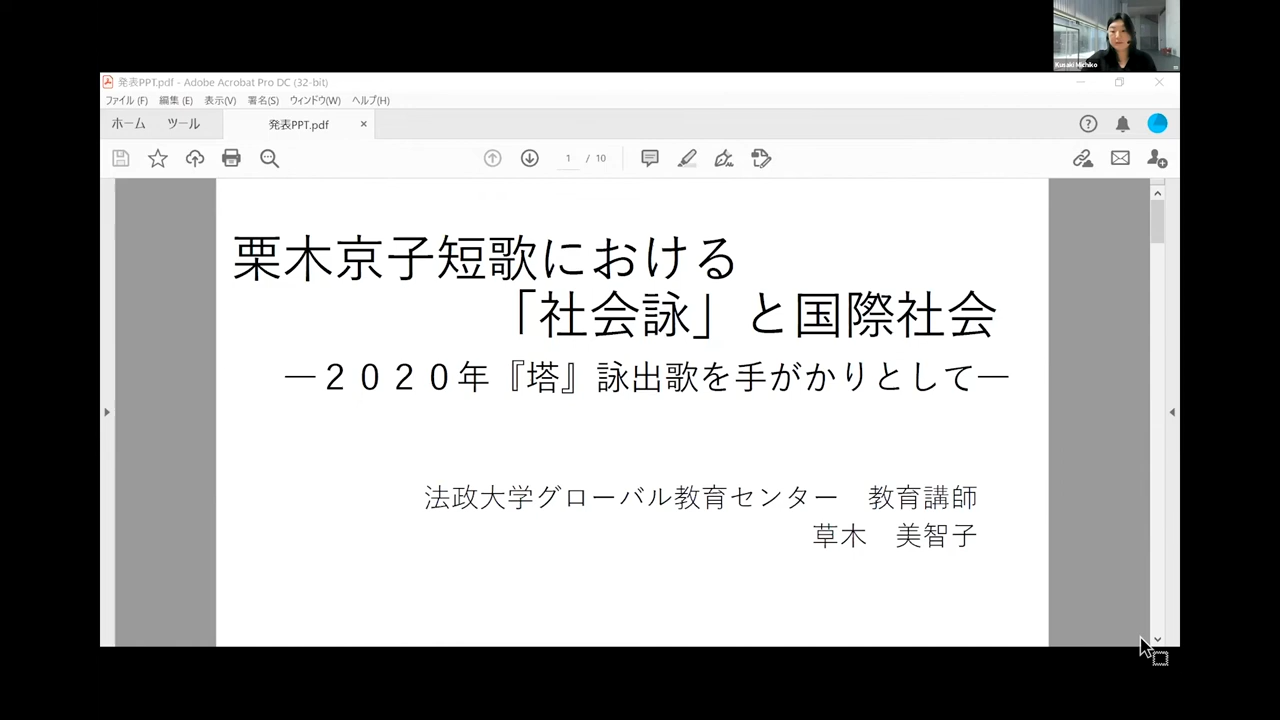 Kusaki Michiko
発表PPT.pdf - Adobe Acrobat Pro DC (32-bit)
ファイル(F) 編集(E) 表示(V) 署名(S) ウィンドウ(W) ヘルプ(H)
ホーム ツール 発表PPT.pdf ×
1 / 10
栗木京子短歌における
「社会詠」と国際社会
―2020年『塔』詠出歌を手がかりとして―
法政大学グローバル教育センター　教育講師
草木　美智子